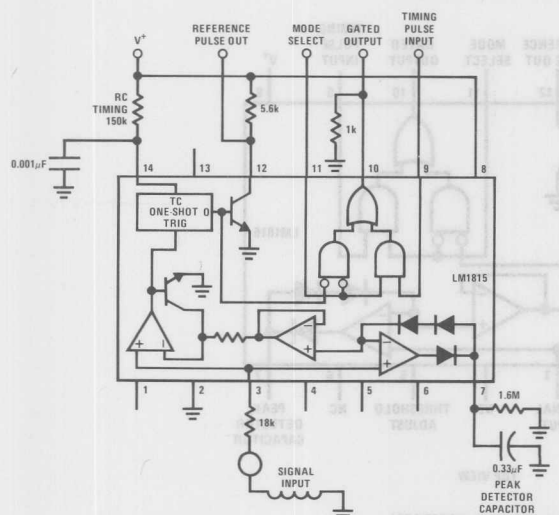 REFERENCE
PULSE OUT
MODE
SELECT
GATED
OUTPUT
TIMING
PULSE
INPUT
V+
RC
TIMING
150k
5.6k
1k
0.001μF
14
13
12
11
10
9
8
TC
ONE-SHOT
TRIG
O
LM1815
+
−
−
+
−
+
1
2
3
4
5
6
7
18k
SIGNAL
INPUT
1.6M
0.33μF
PEAK
DETECTOR
CAPACITOR